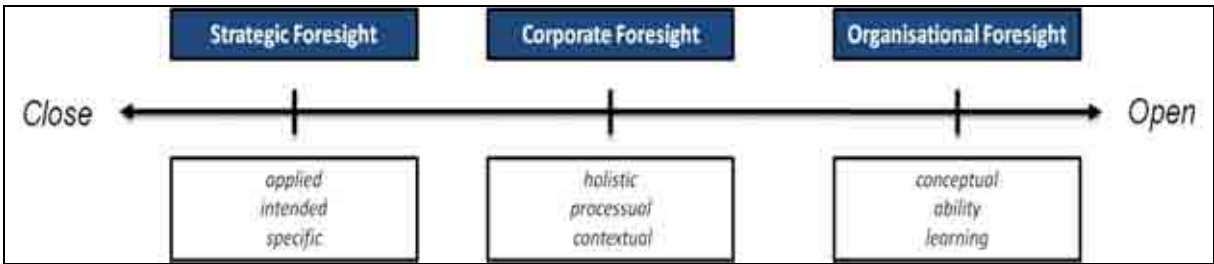 Strategic Foresight
Corporate Foresight
Organisational Foresight
Close
Open
applied
intended
specific
holistic
processual
contextual
conceptual
ability
learning